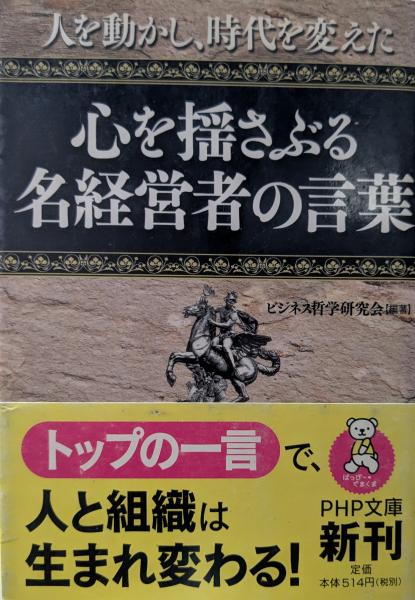 人を動かし、時代を変えた
心を揺さぶる
名経営者の言葉
ビジネス哲学研究会【編著】
トップの一言で、
人と組織は
生まれ変わる!
PHP文庫
新刊
定価
本体514円(税別)